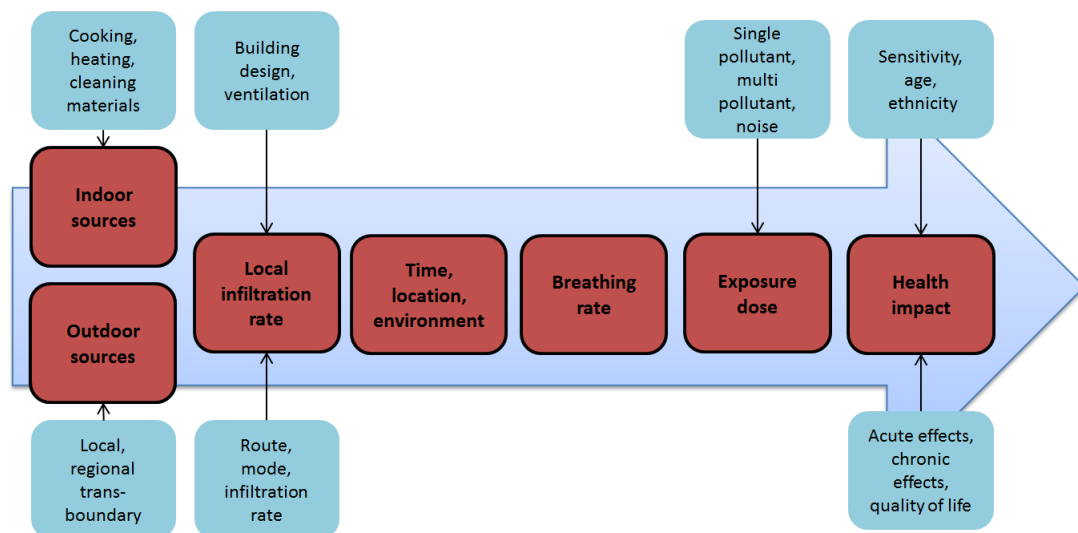 Cooking,
heating,
cleaning
materials
Building
design,
ventilation
Single
pollutant,
multi
pollutant,
noise
Sensitivity,
age,
ethnicity
Indoor
sources
Outdoor
sources
Local
infiltration
rate
Time,
location,
environment
Breathing
rate
Exposure
dose
Health
impact
Local,
regional
trans-
boundary
Route,
mode,
infiltration
rate
Acute effects,
chronic
effects,
quality of life